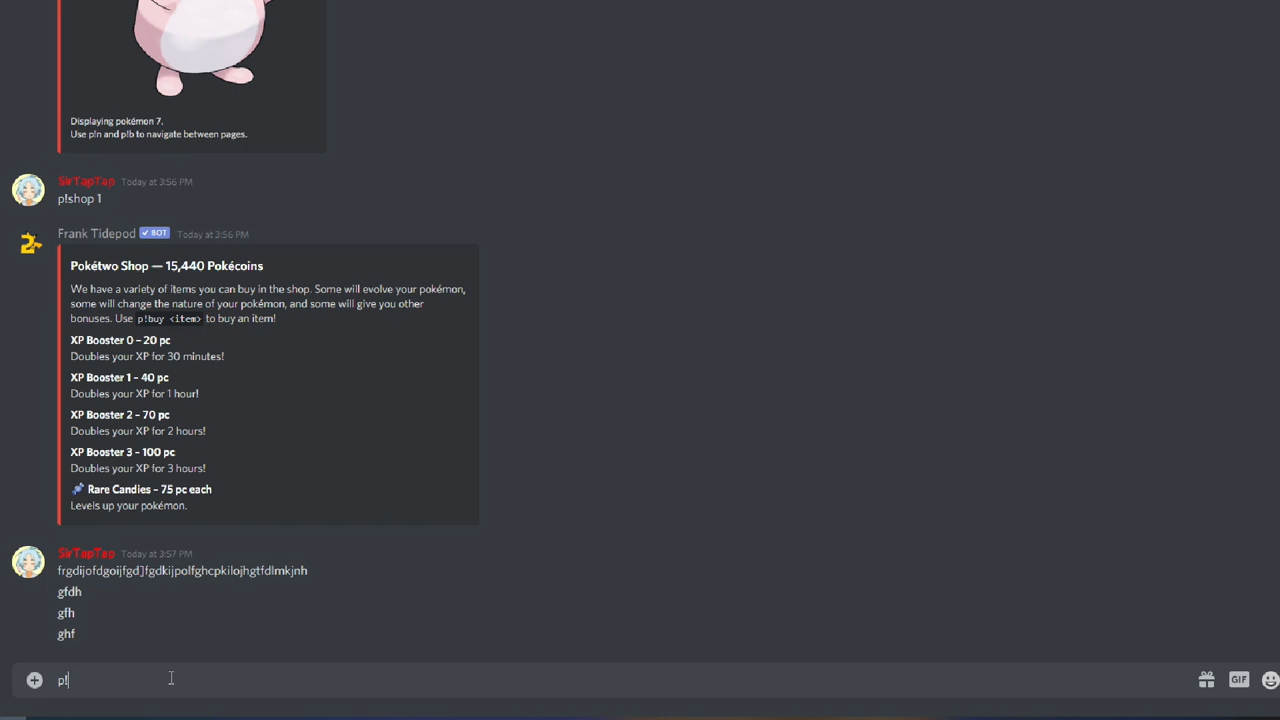 Displaying pokémon 7.
Use p!n and p!b to navigate between pages.
SirTapTap Today at 3:56 PM
p!shop 1
Frank Tidepod ✓ BOT Today at 3:56 PM
Pokétwo Shop — 15,440 Pokécoins
We have a variety of items you can buy in the shop. Some will evolve your pokémon,
some will change the nature of your pokémon, and some will give you other
bonuses. Use p!buy <item> to buy an item!
XP Booster 0 – 20 pc
Doubles your XP for 30 minutes!
XP Booster 1 – 40 pc
Doubles your XP for 1 hour!
XP Booster 2 – 70 pc
Doubles your XP for 2 hours!
XP Booster 3 – 100 pc
Doubles your XP for 3 hours!
Rare Candies – 75 pc each
Levels up your pokémon.
SirTapTap Today at 3:57 PM
frgdijofdgoijfgd]fgdkijpolfghcpkilojhgtfdlmkjnh
gfdh
gfh
ghf
p!
GIF